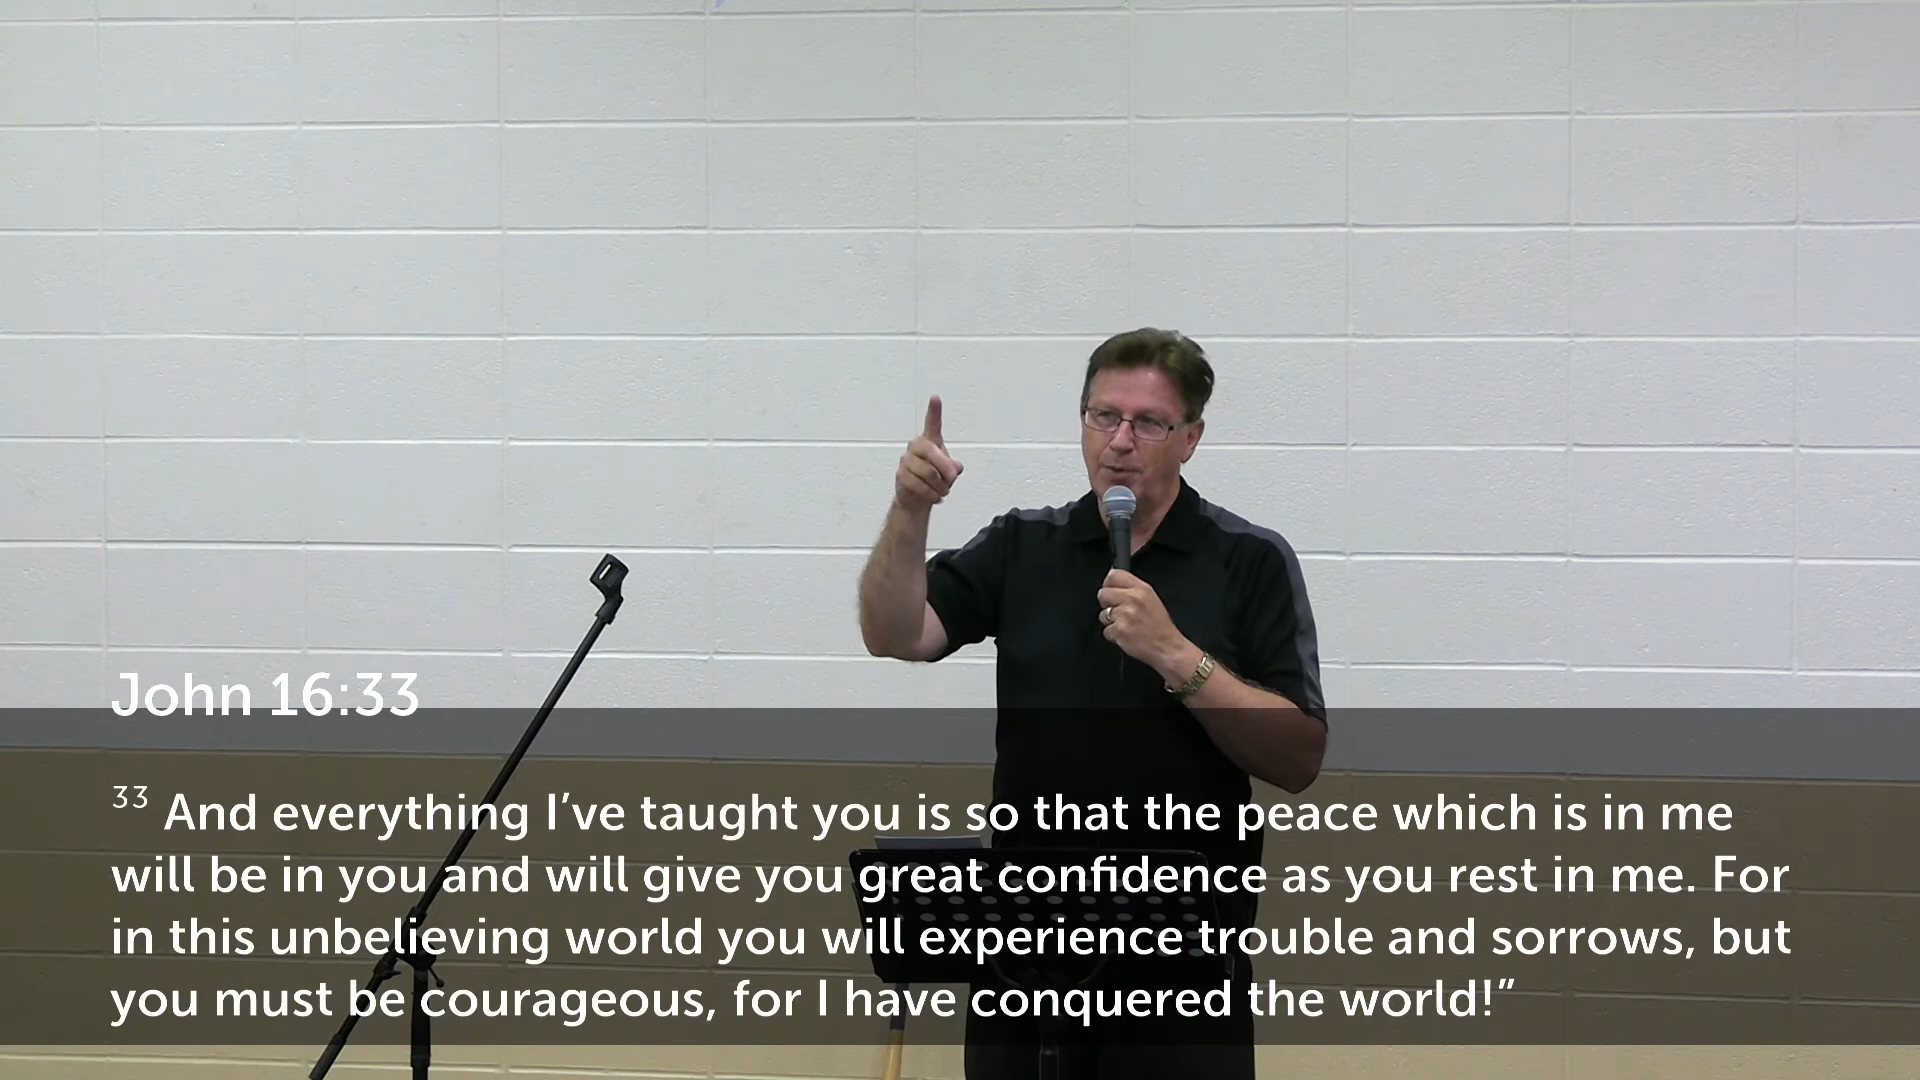 John 16:33
33 And everything I’ve taught you is so that the peace which is in me
will be in you and will give you great confidence as you rest in me. For
in this unbelieving world you will experience trouble and sorrows, but
you must be courageous, for I have conquered the world!”